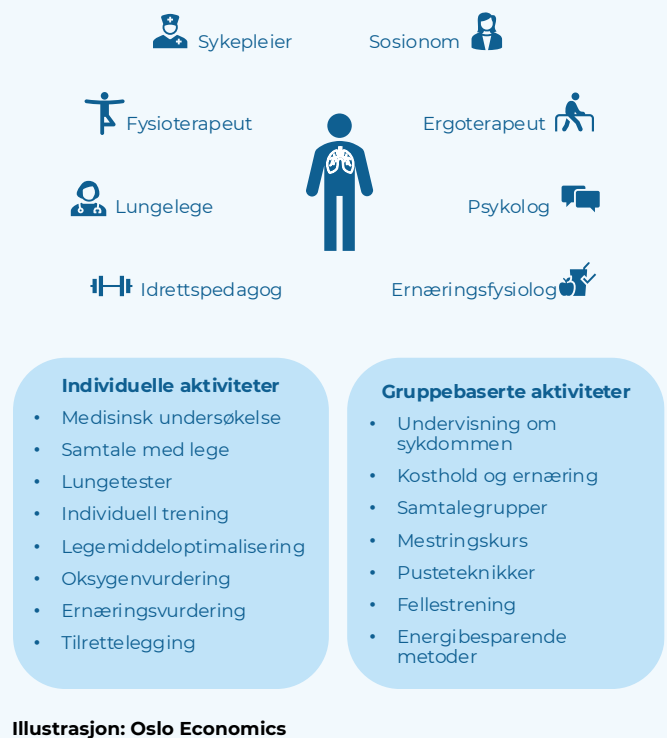 Sykepleier
Sosionom
Fysioterapeut
Ergoterapeut
Lungelege
Psykolog
Idrettspedagog
Ernæringsfysiolog
Individuelle aktiviteter
• Medisinsk undersøkelse
• Samtale med lege
• Lungetester
• Individuell trening
• Legemiddeloptimalisering
• Oksygenvurdering
• Ernæringsvurdering
• Tilrettelegging
Gruppebaserte aktiviteter
• Undervisning om
sykdommen
• Kosthold og ernæring
• Samtalegrupper
• Mestringskurs
• Pusteteknikker
• Fellestrening
• Energibesparende
metoder
Illustrasjon: Oslo Economics